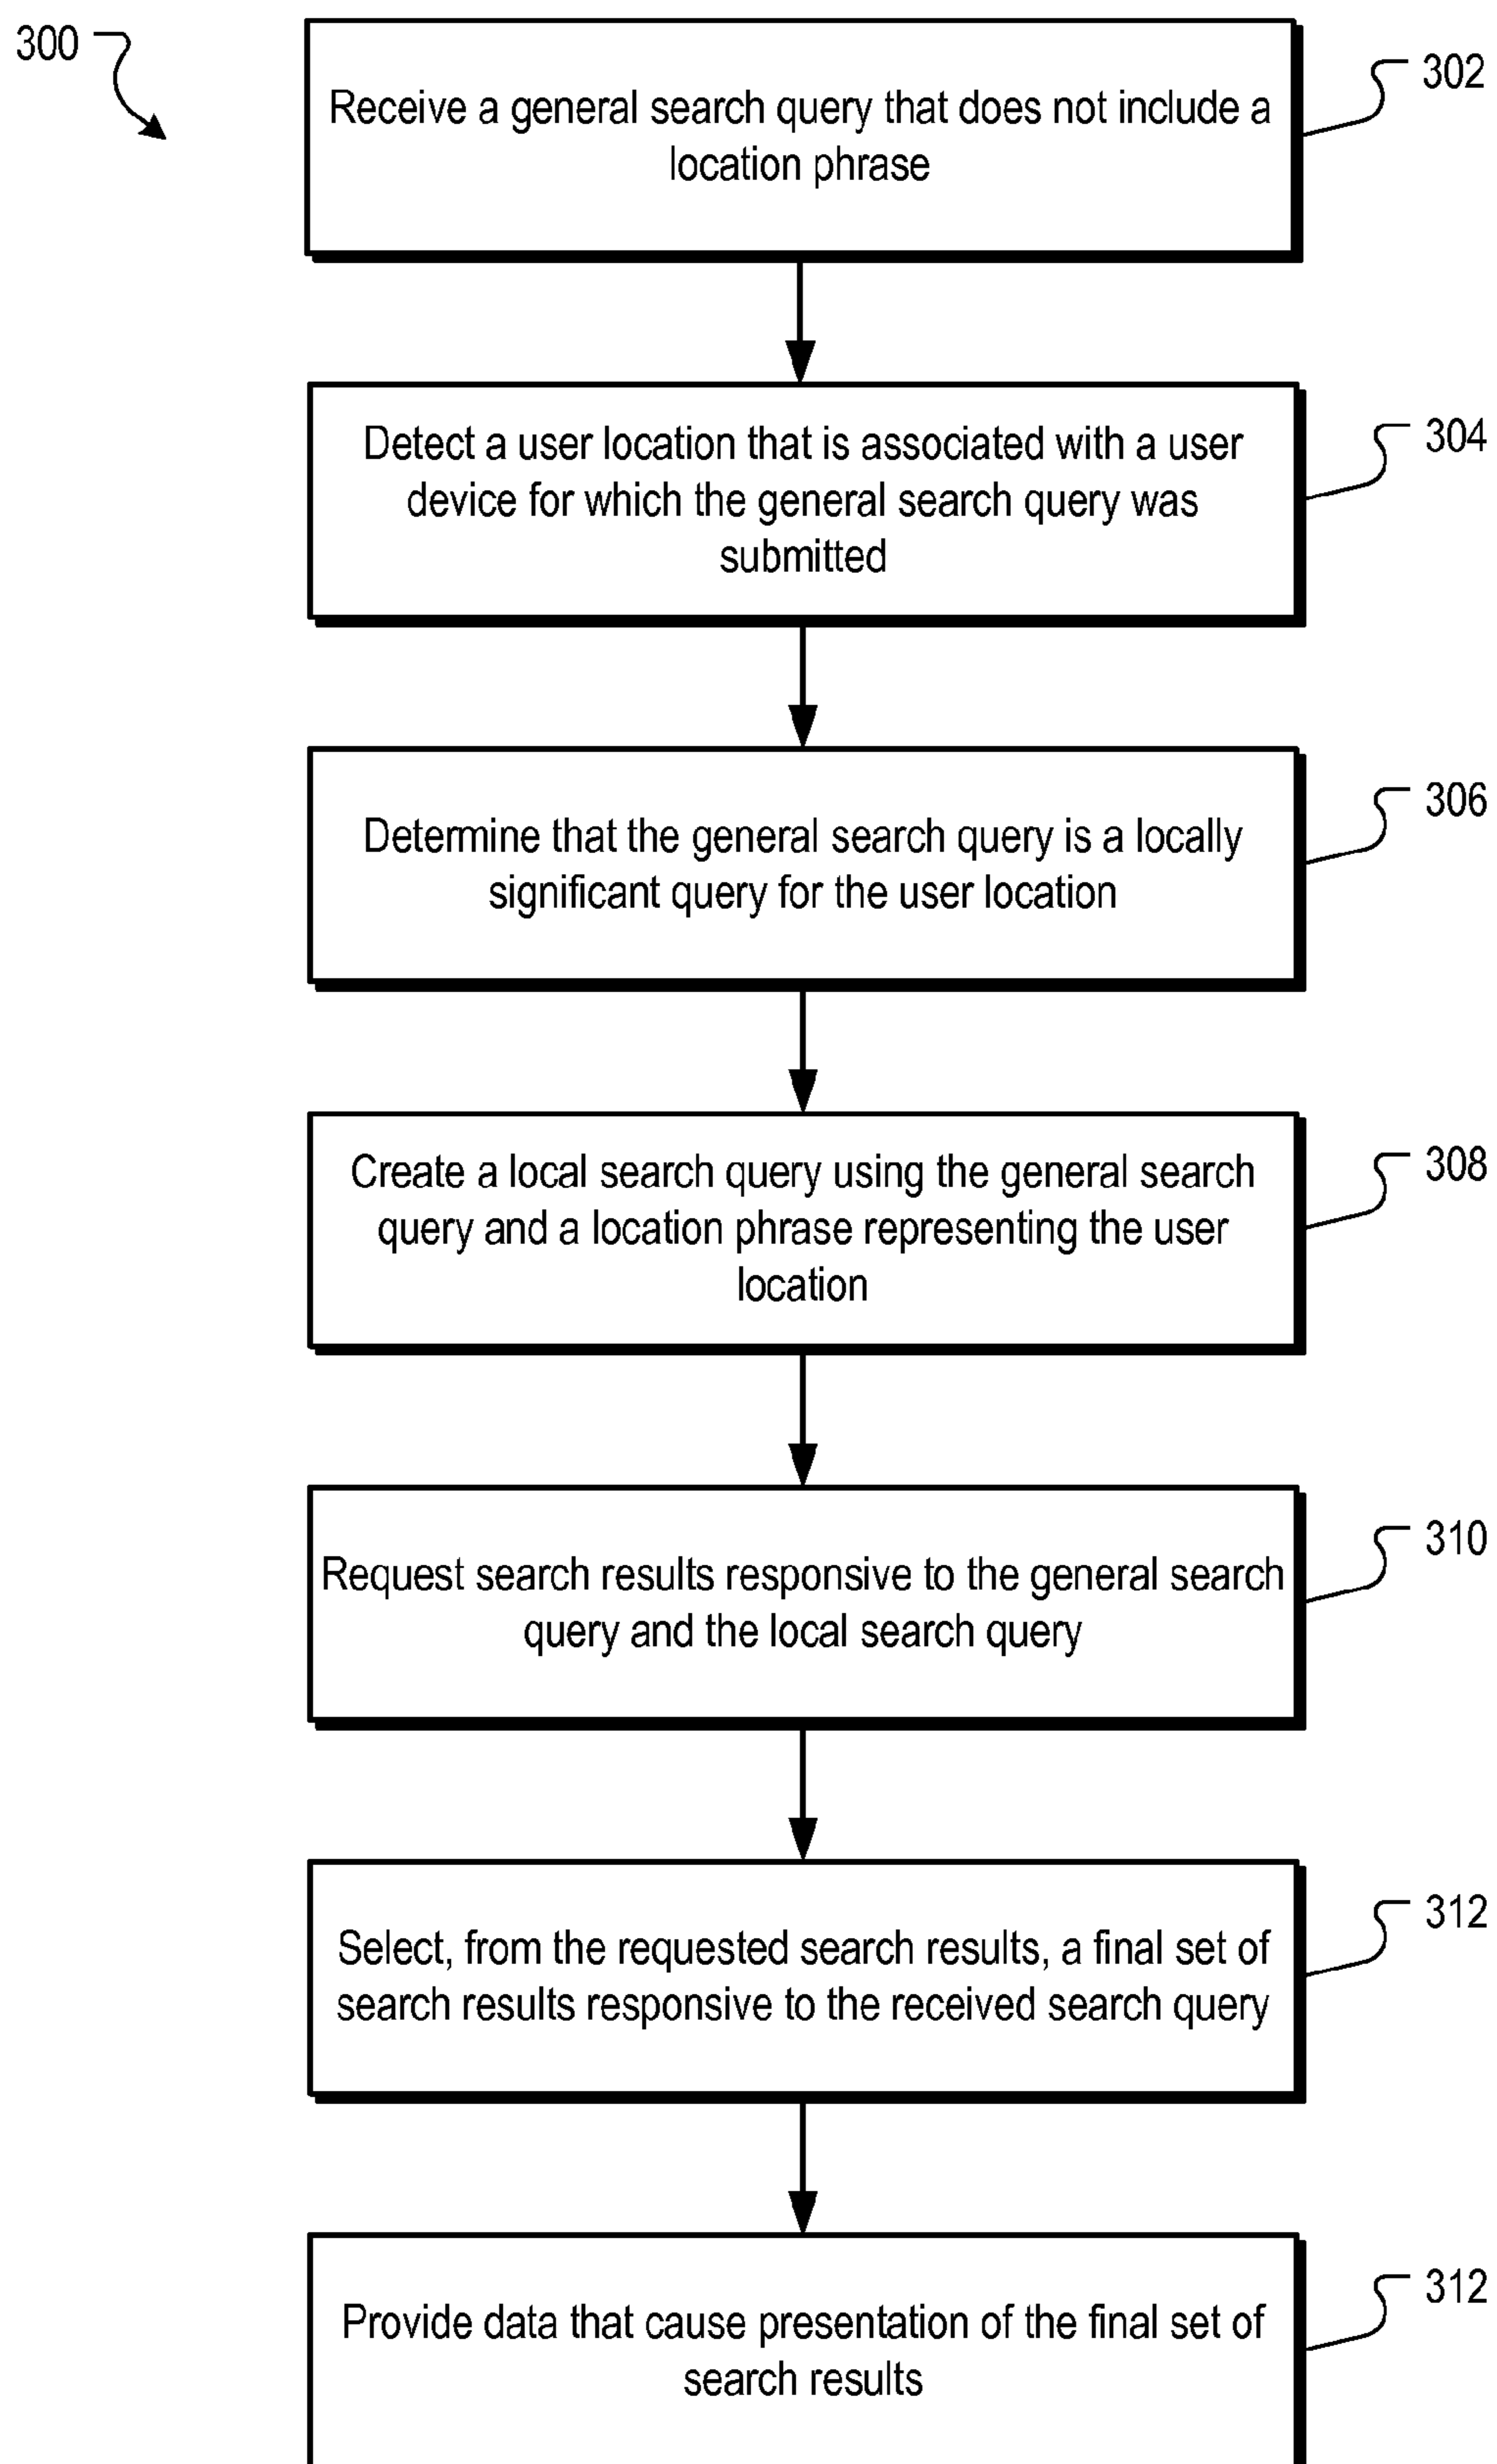 300
Receive a general search query that does not include a
location phrase
302
Detect a user location that is associated with a user
device for which the general search query was
submitted
304
Determine that the general search query is a locally
significant query for the user location
306
Create a local search query using the general search
query and a location phrase representing the user
location
308
Request search results responsive to the general search
query and the local search query
310
Select, from the requested search results, a final set of
search results responsive to the received search query
312
Provide data that cause presentation of the final set of
search results
312